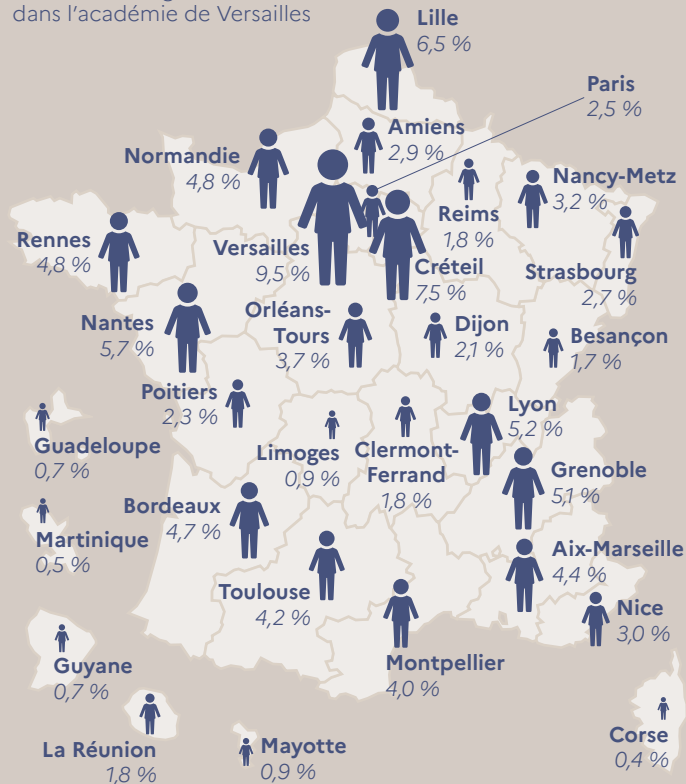 dans l'académie de Versailles
Lille
6,5 %
Paris
2,5 %
Amiens
2,9 %
Normandie
4,8 %
Nancy-Metz
3,2 %
Reims
1,8 %
Rennes
4,8 %
Versailles
9,5 %
Créteil
7,5 %
Strasbourg
2,7 %
Nantes
5,7 %
Orléans-
Tours
3,7 %
Dijon
2,1 %
Besançon
1,7 %
Poitiers
2,3 %
Lyon
5,2 %
Guadeloupe
0,7 %
Limoges
0,9 %
Clermont-
Ferrand
1,8 %
Grenoble
5,1 %
Bordeaux
4,7 %
Martinique
0,5 %
Aix-Marseille
4,4 %
Toulouse
4,2 %
Nice
3,0 %
Guyane
0,7 %
Montpellier
4,0 %
La Réunion
1,8 %
Mayotte
0,9 %
Corse
0,4 %